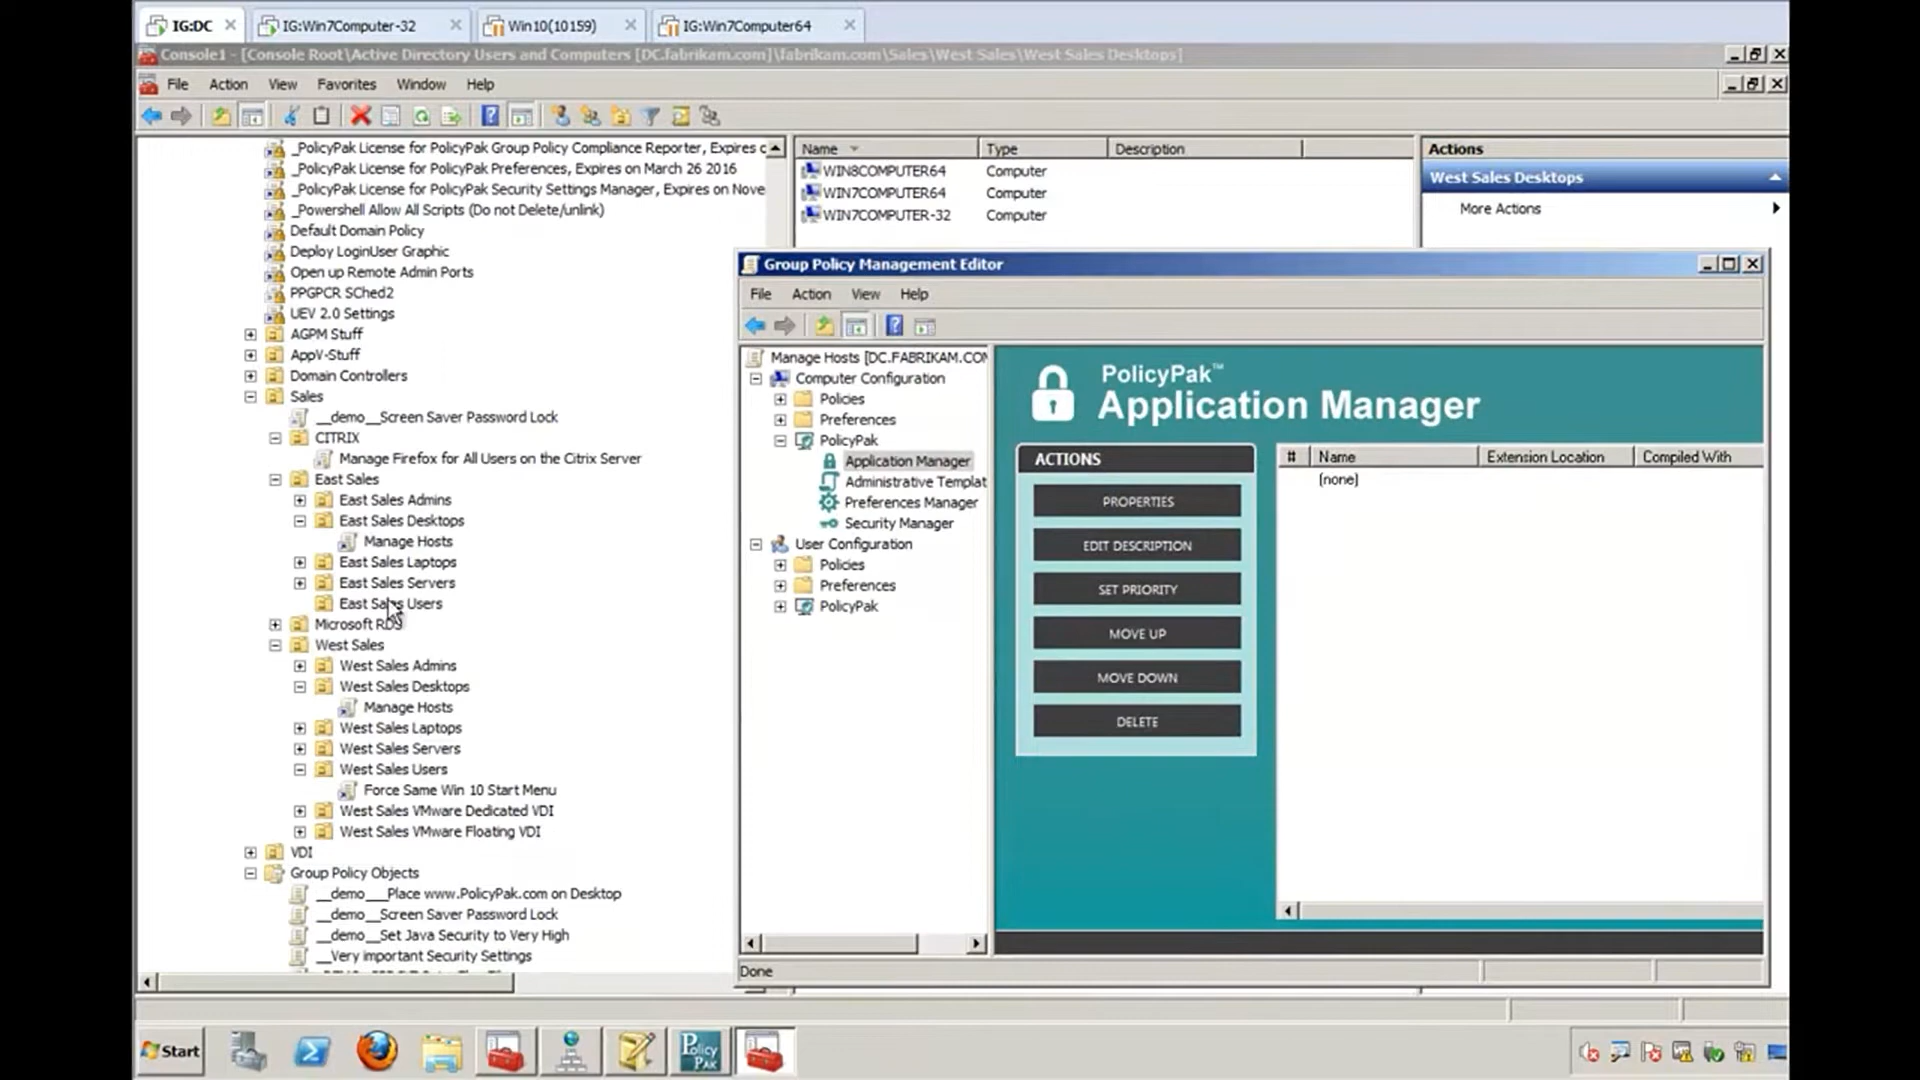 IG:DC
IG:Win7Computer-32
Win10(10159)
IG:Win7Computer64
Console1 - [Console Root\Active Directory Users and Computers [DC.fabrikam.com]\fabrikam.com\Sales\West Sales\West Sales Desktops]
File Action View Favorites Window Help
_PolicyPak License for PolicyPak Group Policy Compliance Reporter, Expires
_PolicyPak License for PolicyPak Preferences, Expires on March 26 2016
_PolicyPak License for PolicyPak Security Settings Manager, Expires on Nove
_Powershell Allow All Scripts (Do not Delete/unlink)
Default Domain Policy
Deploy LoginUser Graphic
Open up Remote Admin Ports
PPGPCR SChed2
UEV 2.0 Settings
AGPM Stuff
AppV-Stuff
Domain Controllers
Sales
__demo__Screen Saver Password Lock
CITRIX
Manage Firefox for All Users on the Citrix Server
East Sales
East Sales Admins
East Sales Desktops
Manage Hosts
East Sales Laptops
East Sales Servers
East Sales Users
Microsoft RDS
West Sales
West Sales Admins
West Sales Desktops
Manage Hosts
West Sales Laptops
West Sales Servers
West Sales Users
Force Same Win 10 Start Menu
West Sales VMware Dedicated VDI
West Sales VMware Floating VDI
VDI
Group Policy Objects
__demo___Place www.PolicyPak.com on Desktop
__demo__Screen Saver Password Lock
__demo__Set Java Security to Very High
__Very important Security Settings
Name Type Description
WIN8COMPUTER64 Computer
WIN7COMPUTER64 Computer
WIN7COMPUTER-32 Computer
Actions
West Sales Desktops
More Actions
Group Policy Management Editor
File Action View Help
Manage Hosts [DC.FABRIKAM.COM
Computer Configuration
Policies
Preferences
PolicyPak
Application Manager
Administrative Templat
Preferences Manager
Security Manager
User Configuration
Policies
Preferences
PolicyPak
PolicyPak™
Application Manager
ACTIONS
PROPERTIES
EDIT DESCRIPTION
SET PRIORITY
MOVE UP
MOVE DOWN
DELETE
# Name Extension Location Compiled With
(none)
Done
Start
Policy
PAK